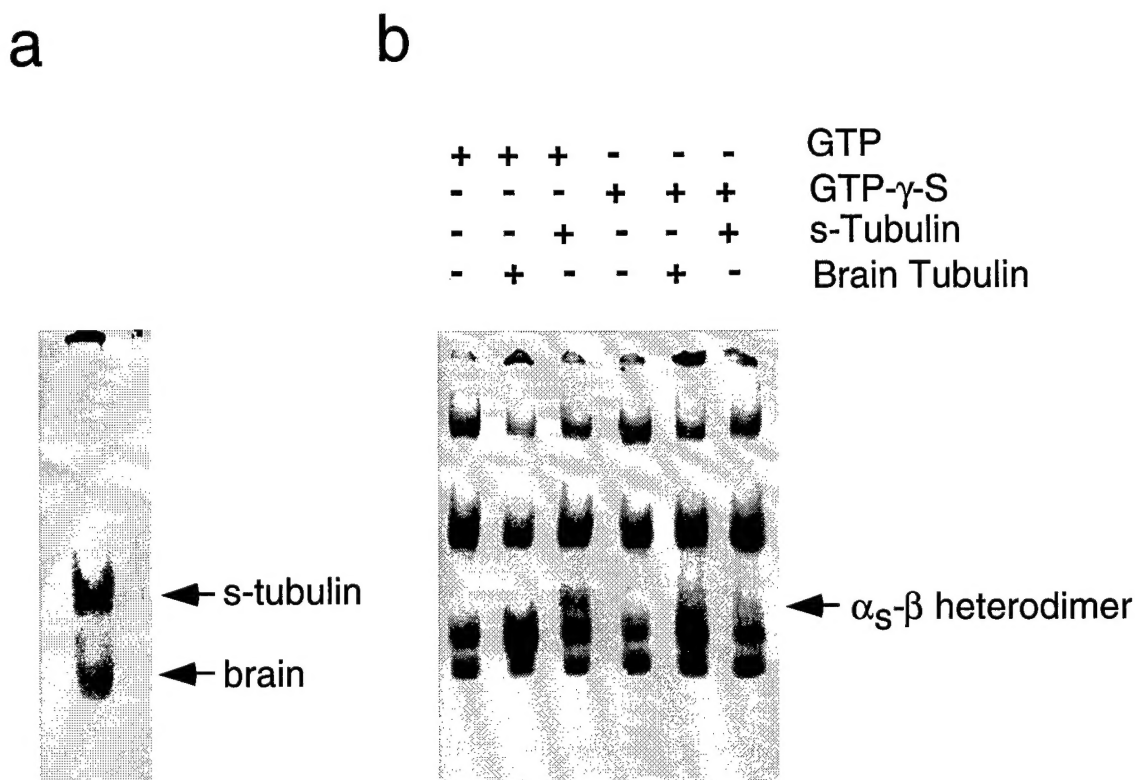 a
b
+ + + - - - GTP
- - - + + + GTP-γ-S
- - + - - + s-Tubulin
- + - - + - Brain Tubulin
s-tubulin
αS-β heterodimer
brain